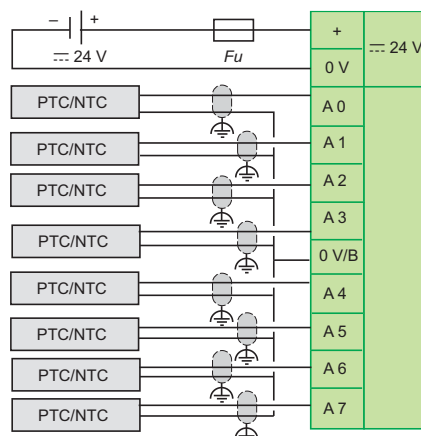 − +
Fu
⎓ 24 V
+
0 V
⎓ 24 V
PTC/NTC
A 0
PTC/NTC
A 1
PTC/NTC
A 2
PTC/NTC
A 3
0 V/B
PTC/NTC
A 4
PTC/NTC
A 5
PTC/NTC
A 6
PTC/NTC
A 7